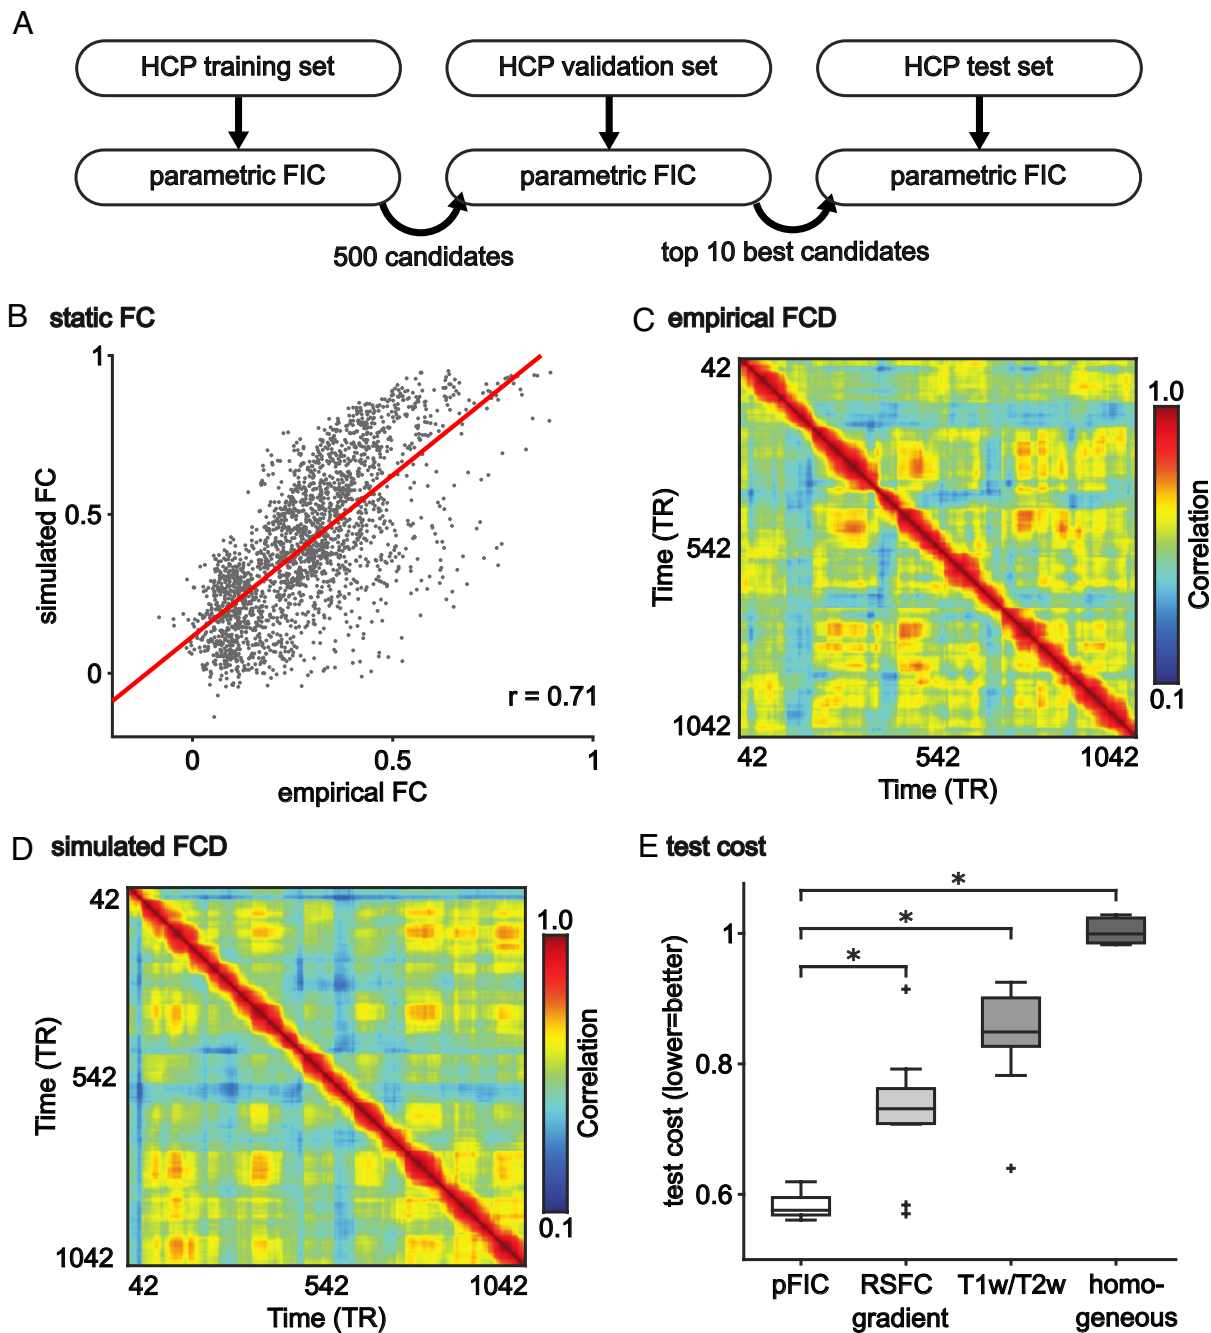 A
HCP training set
HCP validation set
HCP test set
parametric FIC
parametric FIC
parametric FIC
500 candidates
top 10 best candidates
B static FC
1
0.5
0
simulated FC
r = 0.71
0
0.5
1
empirical FC
C empirical FCD
42
542
1042
Time (TR)
42
542
1042
Time (TR)
1.0
0.1
Correlation
D simulated FCD
42
542
1042
Time (TR)
42
542
1042
Time (TR)
1.0
0.1
Correlation
E test cost
*
*
*
1
0.8
0.6
test cost (lower=better)
pFIC
RSFC
gradient
T1w/T2w
homo-
geneous